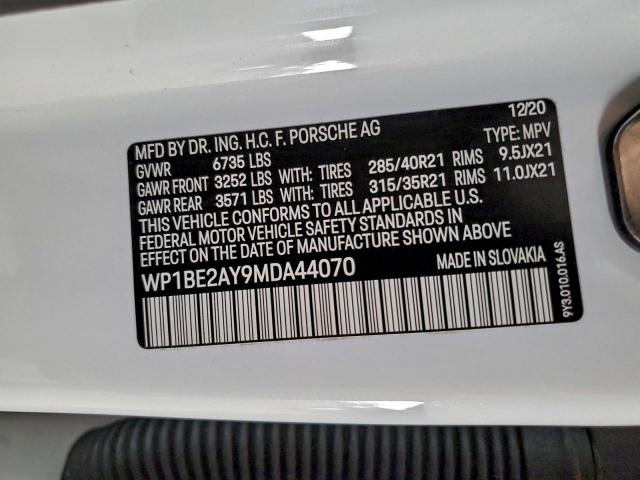 12/20
MFD BY DR. ING. H.C. F. PORSCHE AG TYPE: MPV
GVWR 6735 LBS
GAWR FRONT 3252 LBS WITH: TIRES 285/40R21 RIMS 9.5JX21
GAWR REAR 3571 LBS WITH: TIRES 315/35R21 RIMS 11.0JX21
THIS VEHICLE CONFORMS TO ALL APPLICABLE U.S.
FEDERAL MOTOR VEHICLE SAFETY STANDARDS IN
EFFECT ON THE DATE OF MANUFACTURE SHOWN ABOVE
WP1BE2AY9MDA44070 MADE IN SLOVAKIA
9Y3.010.016.AS